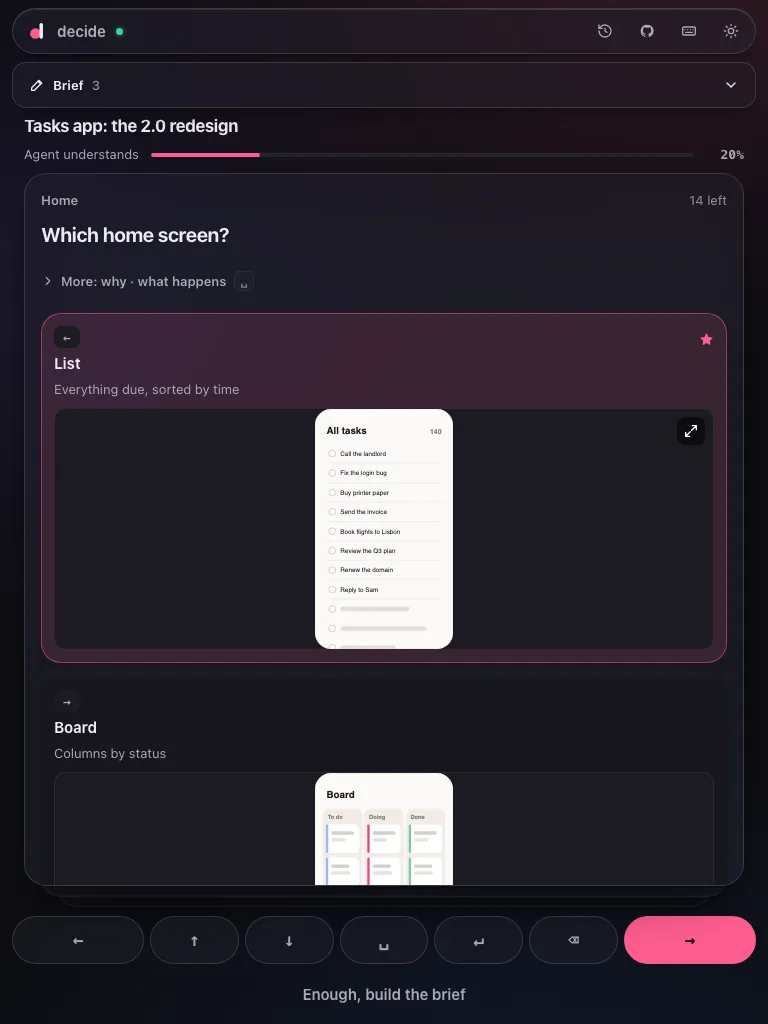 decide
Brief 3
Tasks app: the 2.0 redesign
Agent understands 20%
Home 14 left
Which home screen?
More: why · what happens ␣
←
List
Everything due, sorted by time
All tasks 140
Call the landlord
Fix the login bug
Buy printer paper
Send the invoice
Book flights to Lisbon
Review the Q3 plan
Renew the domain
Reply to Sam
→
Board
Columns by status
Board
To do Doing Done
← ↑ ↓ ␣ ↵ ⌫ →
Enough, build the brief